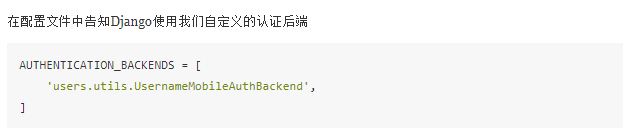 在配置文件中告知Django使用我们自定义的认证后端
AUTHENTICATION_BACKENDS = [
    'users.utils.UsernameMobileAuthBackend',
]